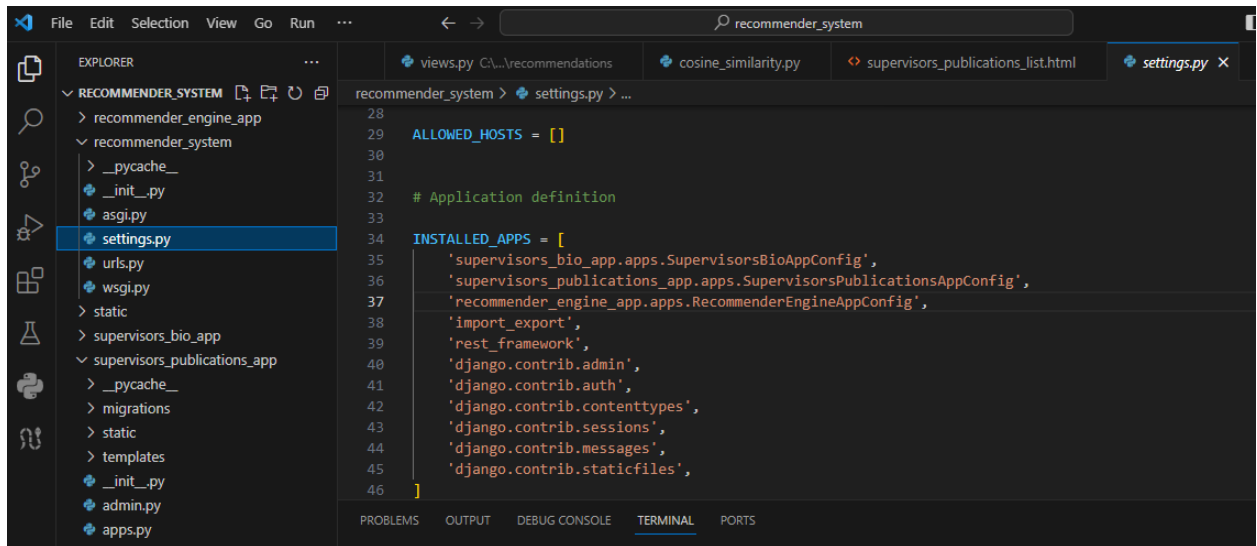 File Edit Selection View Go Run ...
recommender_system
EXPLORER
...
RECOMMENDER_SYSTEM
recommender_engine_app
recommender_system
__pycache__
__init__.py
asgi.py
settings.py
urls.py
wsgi.py
static
supervisors_bio_app
supervisors_publications_app
__pycache__
migrations
static
templates
__init__.py
admin.py
apps.py
views.py C:\...\recommendations
cosine_similarity.py
supervisors_publications_list.html
settings.py
recommender_system > settings.py > ...
28
29 ALLOWED_HOSTS = []
30
31
32 # Application definition
33
34 INSTALLED_APPS = [
35 'supervisors_bio_app.apps.SupervisorsBioAppConfig',
36 'supervisors_publications_app.apps.SupervisorsPublicationsAppConfig',
37 'recommender_engine_app.apps.RecommenderEngineAppConfig',
38 'import_export',
39 'rest_framework',
40 'django.contrib.admin',
41 'django.contrib.auth',
42 'django.contrib.contenttypes',
43 'django.contrib.sessions',
44 'django.contrib.messages',
45 'django.contrib.staticfiles',
46 ]
PROBLEMS OUTPUT DEBUG CONSOLE TERMINAL PORTS